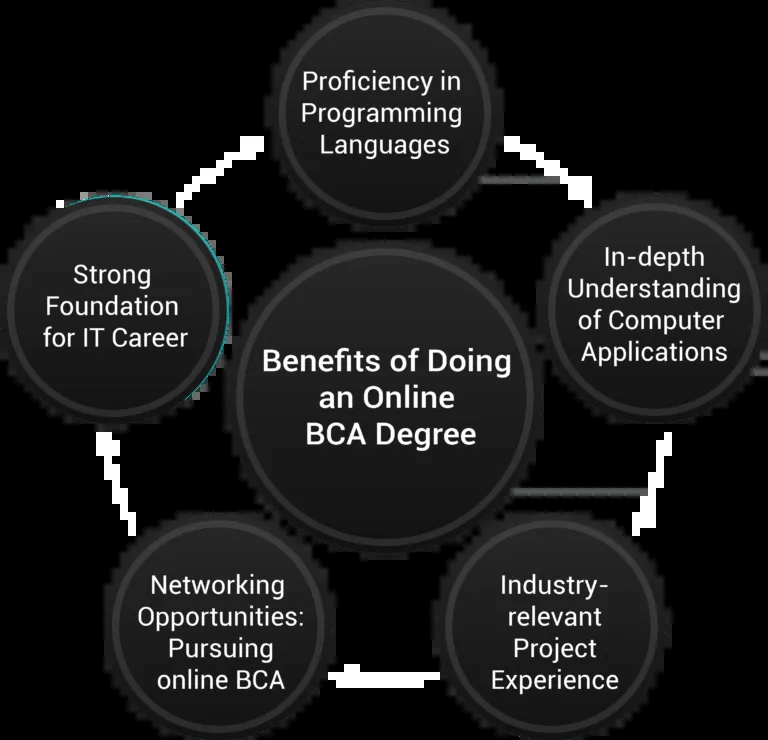 Proficiency in
Programming
Languages
In-depth
Understanding
of Computer
Applications
Strong
Foundation
for IT Career
Benefits of Doing
an Online
BCA Degree
Industry-
relevant
Project
Experience
Networking
Opportunities:
Pursuing
online BCA